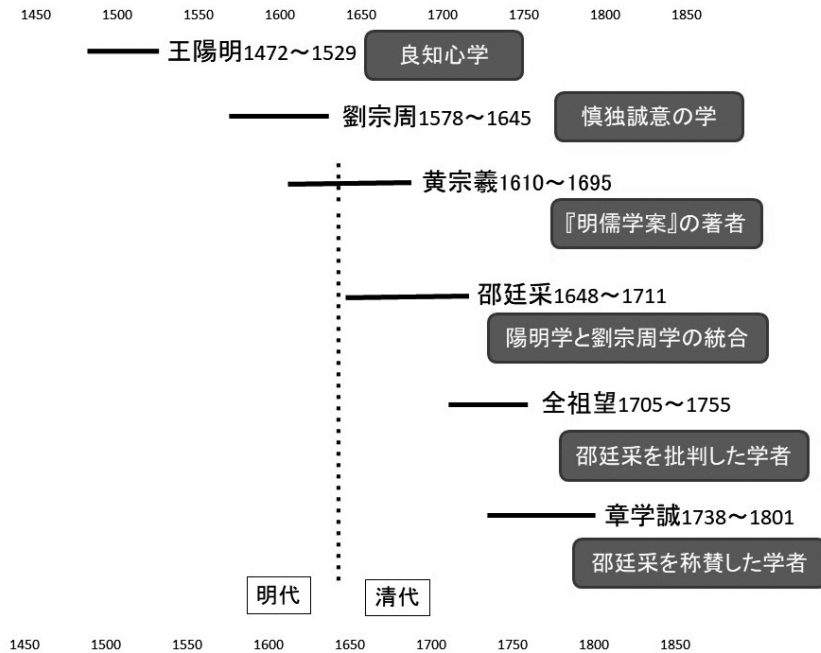 1450 1500 1550 1600 1650 1700 1750 1800 1850
王陽明1472～1529 良知心学
劉宗周1578～1645 慎独誠意の学
黄宗羲1610～1695
『明儒学案』の著者
邵廷采1648～1711
陽明学と劉宗周学の統合
全祖望1705～1755
邵廷采を批判した学者
章学誠1738～1801
邵廷采を称賛した学者
明代 清代
1450 1500 1550 1600 1650 1700 1750 1800 1850